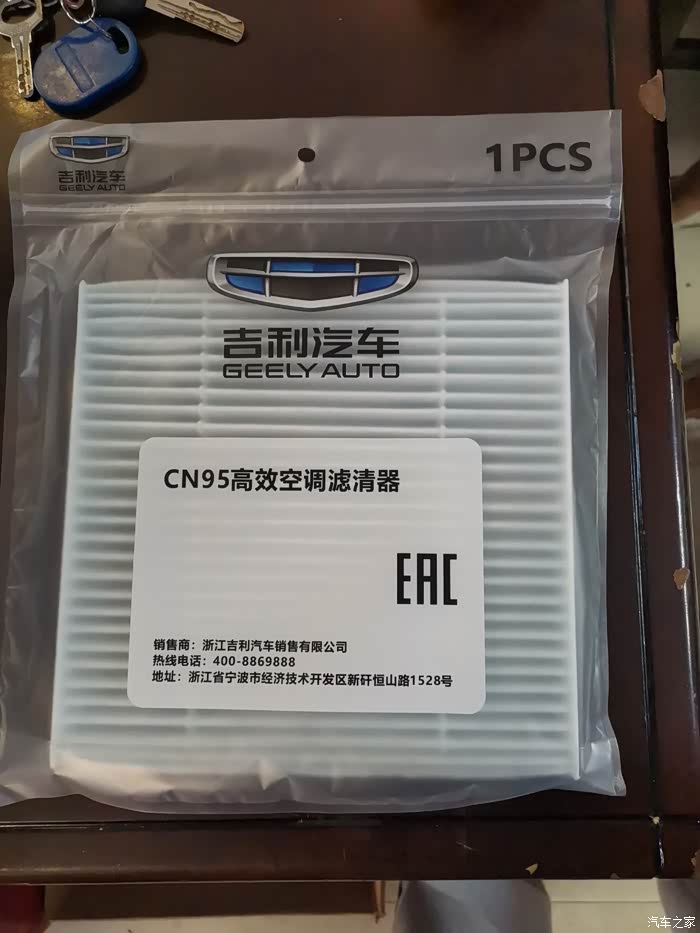 吉利汽车
GEELY AUTO
1PCS
吉利汽车
GEELY AUTO
CN95高效空调滤清器
EAC
销售商：浙江吉利汽车销售有限公司
热线电话：400-8869888
地址：浙江省宁波市经济技术开发区新矸恒山路1528号
汽车之家